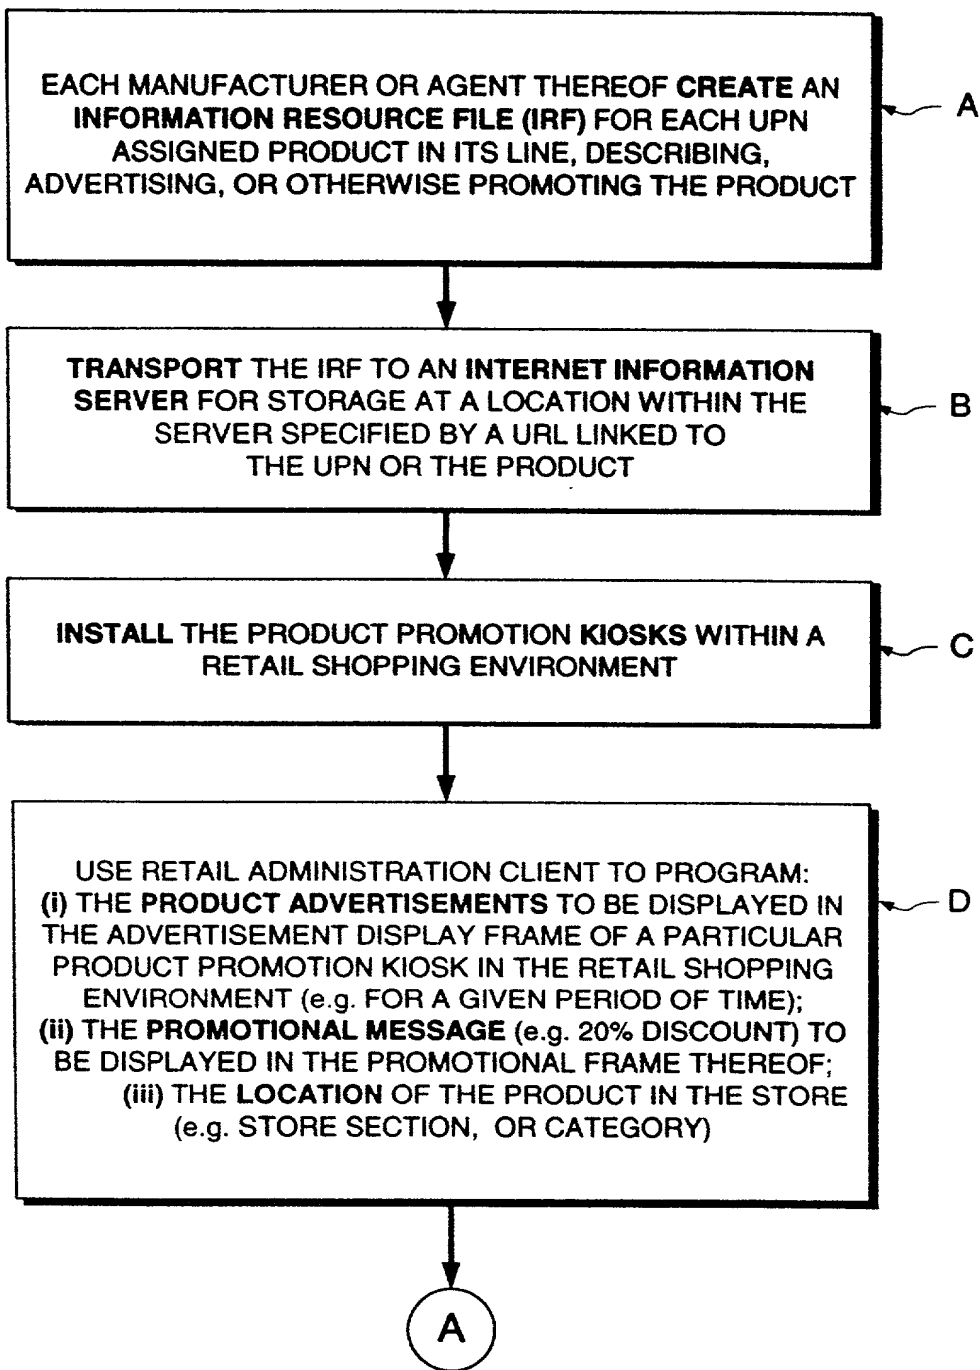 EACH MANUFACTURER OR AGENT THEREOF CREATE AN
INFORMATION RESOURCE FILE (IRF) FOR EACH UPN
ASSIGNED PRODUCT IN ITS LINE, DESCRIBING,
ADVERTISING, OR OTHERWISE PROMOTING THE PRODUCT
A
TRANSPORT THE IRF TO AN INTERNET INFORMATION
SERVER FOR STORAGE AT A LOCATION WITHIN THE
SERVER SPECIFIED BY A URL LINKED TO
THE UPN OR THE PRODUCT
B
INSTALL THE PRODUCT PROMOTION KIOSKS WITHIN A
RETAIL SHOPPING ENVIRONMENT
C
USE RETAIL ADMINISTRATION CLIENT TO PROGRAM:
(i) THE PRODUCT ADVERTISEMENTS TO BE DISPLAYED IN
THE ADVERTISEMENT DISPLAY FRAME OF A PARTICULAR
PRODUCT PROMOTION KIOSK IN THE RETAIL SHOPPING
ENVIRONMENT (e.g. FOR A GIVEN PERIOD OF TIME);
(ii) THE PROMOTIONAL MESSAGE (e.g. 20% DISCOUNT) TO
BE DISPLAYED IN THE PROMOTIONAL FRAME THEREOF;
(iii) THE LOCATION OF THE PRODUCT IN THE STORE
(e.g. STORE SECTION, OR CATEGORY)
D
A